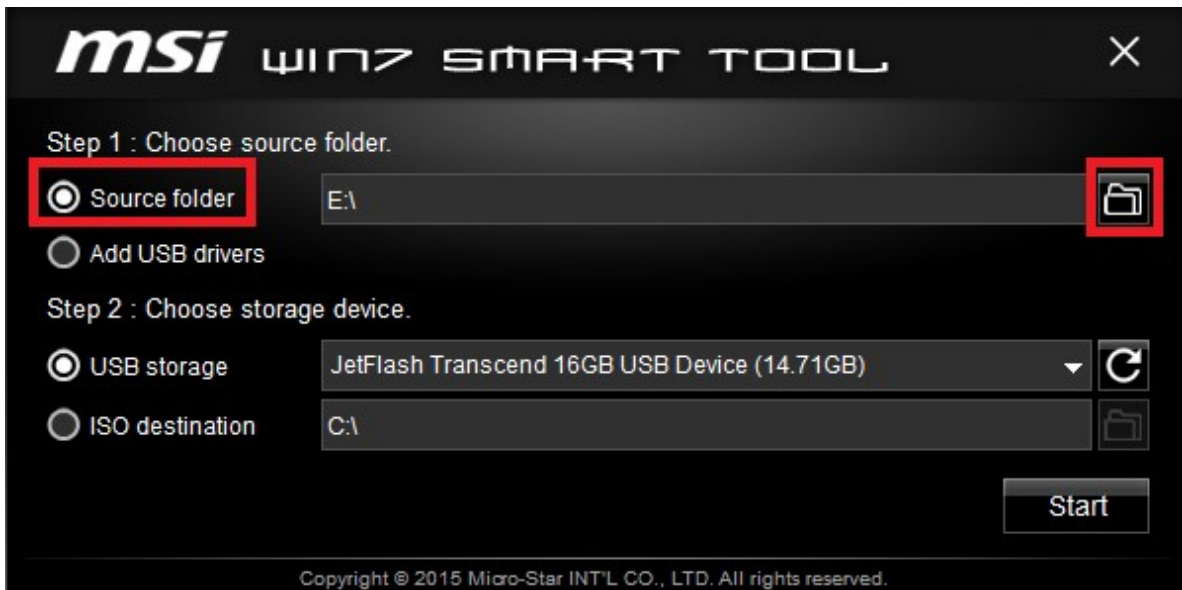 msi WIN7 SMART TOOL
Step 1 : Choose source folder.
Source folder E:\
Add USB drivers
Step 2 : Choose storage device.
USB storage JetFlash Transcend 16GB USB Device (14.71GB)
ISO destination C:\
Start
Copyright © 2015 Micro-Star INT'L CO., LTD. All rights reserved.